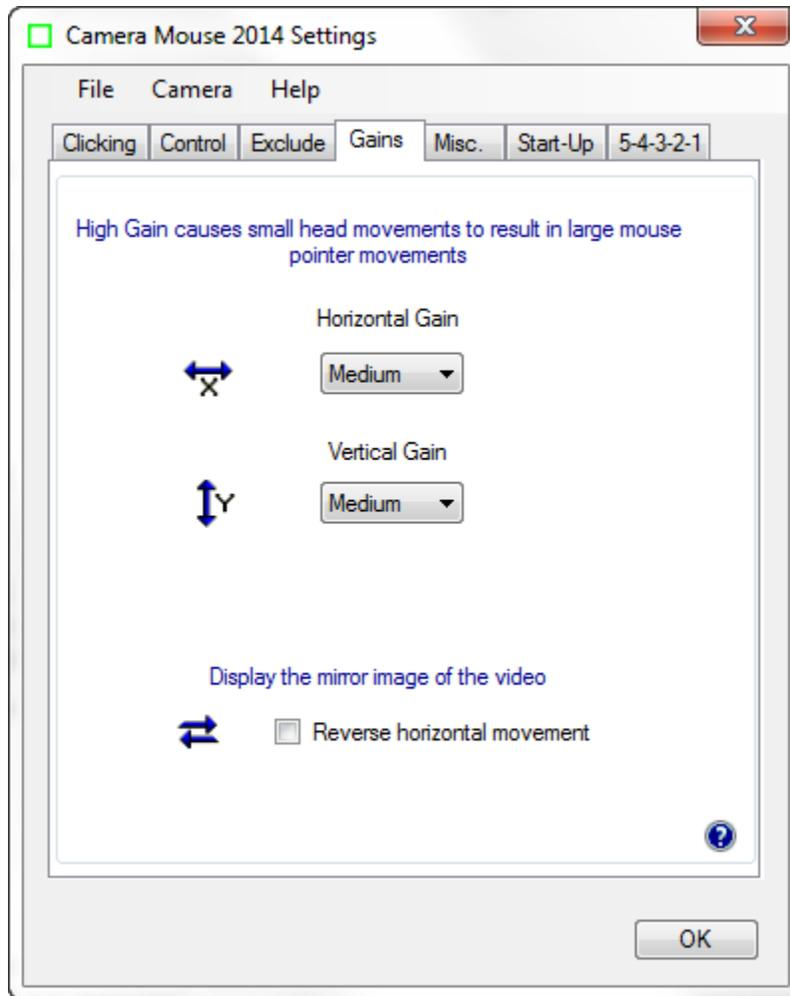 Camera Mouse 2014 Settings
File Camera Help
Clicking Control Exclude Gains Misc. Start-Up 5-4-3-2-1
High Gain causes small head movements to result in large mouse
pointer movements
Horizontal Gain
X Medium
Vertical Gain
Y Medium
Display the mirror image of the video
Reverse horizontal movement
?
OK